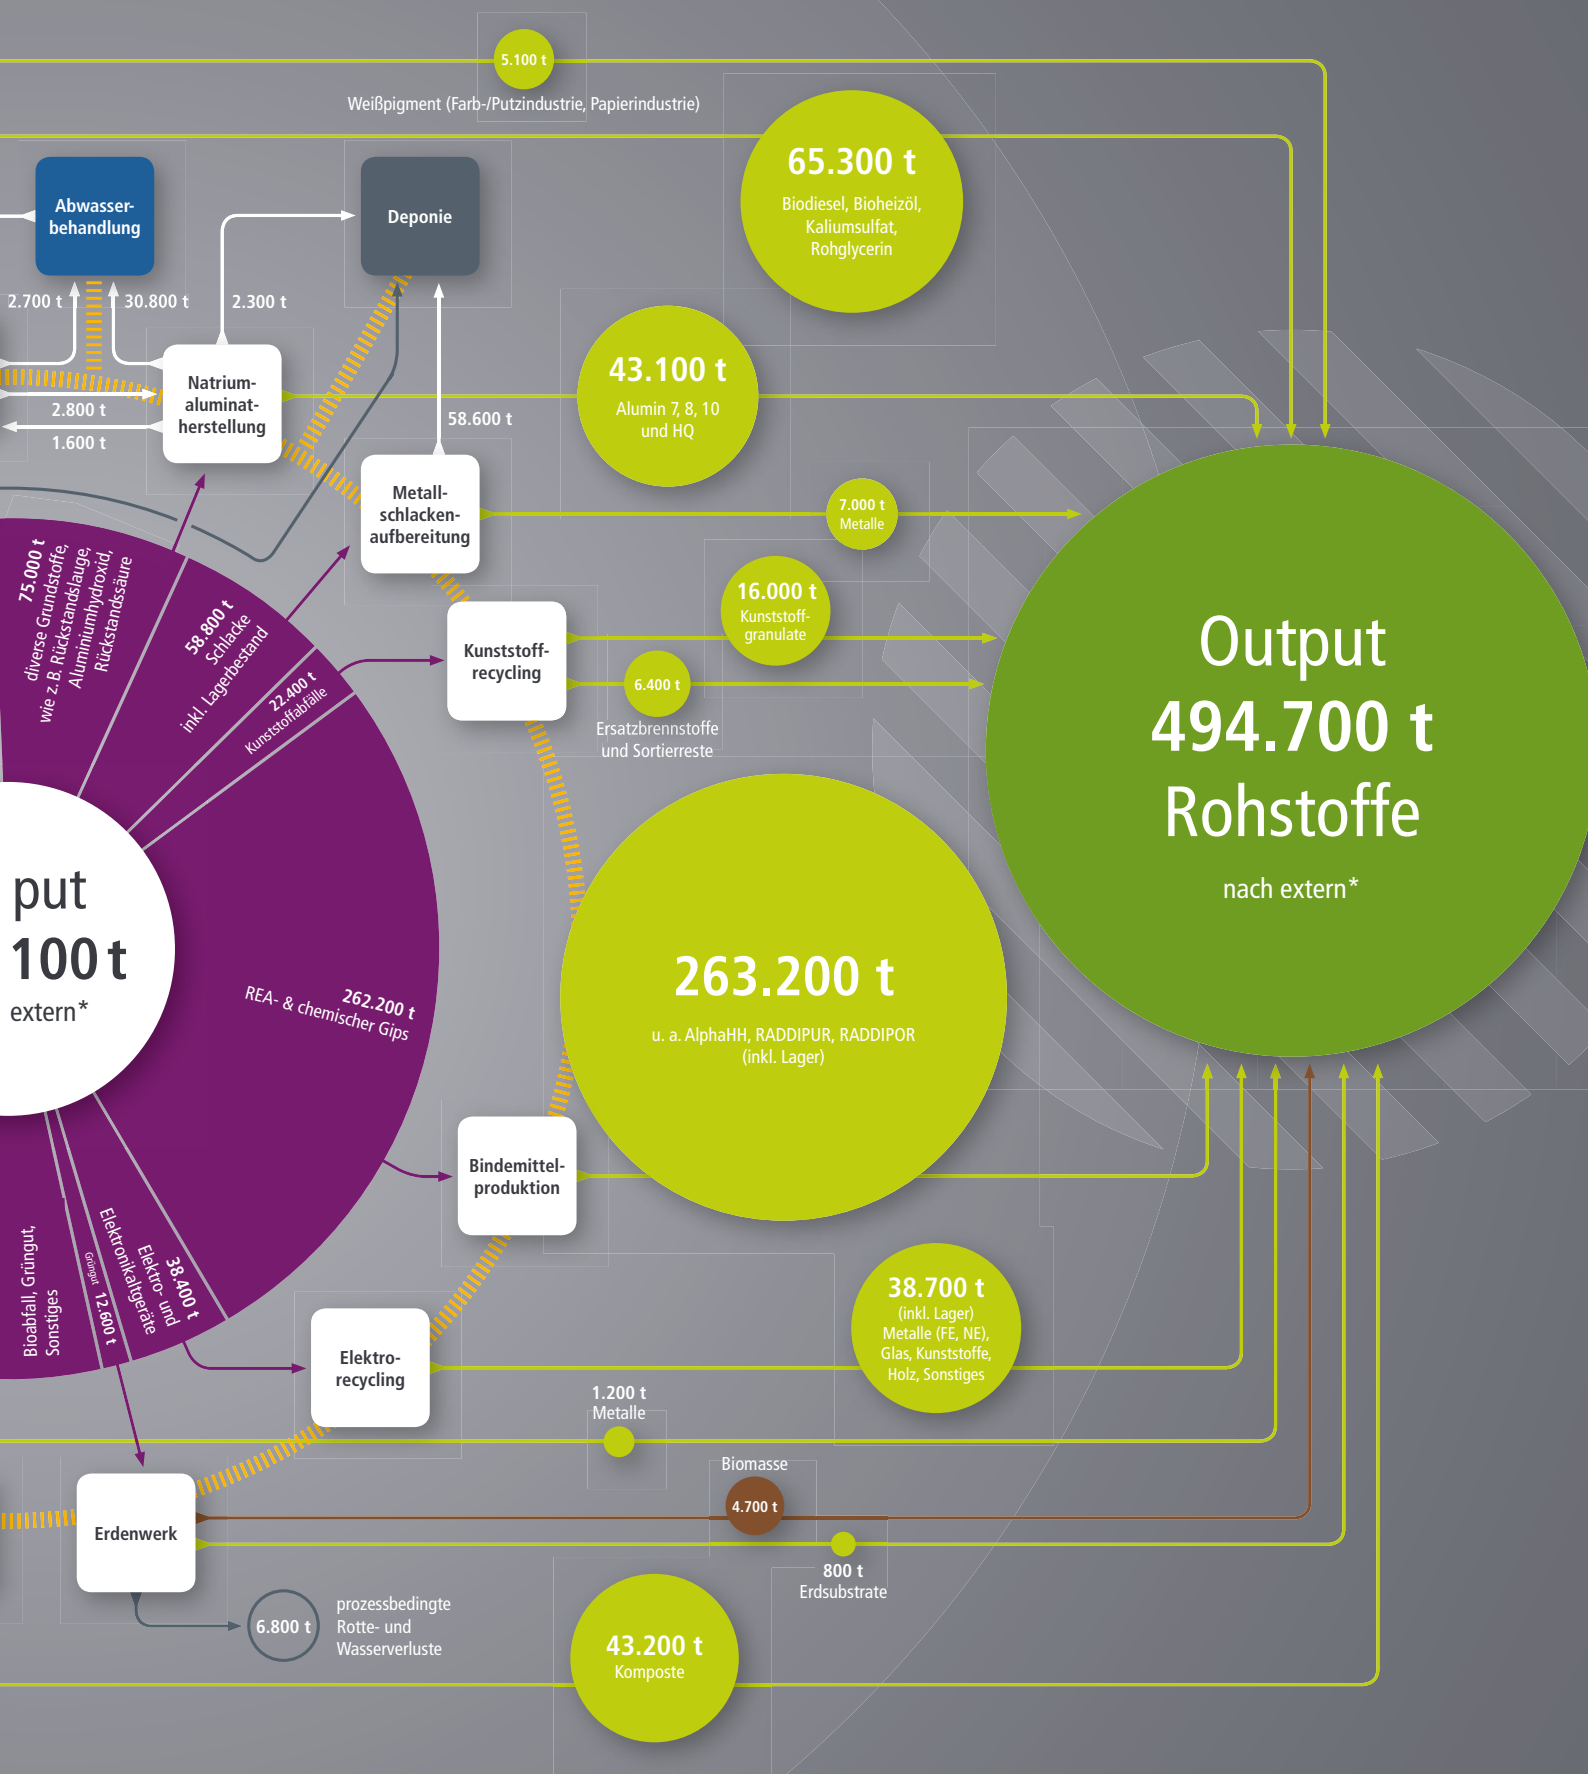 5.100 t
Weißpigment (Farb-/Putzindustrie, Papierindustrie)
65.300 t
Biodiesel, Bioheizöl,
Kaliumsulfat,
Rohglycerin
Abwasser-
behandlung
Deponie
2.700 t
30.800 t
2.300 t
43.100 t
Alumin 7, 8, 10
und HQ
Natrium-
aluminat-
herstellung
2.800 t
1.600 t
58.600 t
Metall-
schlacken-
aufbereitung
7.000 t
Metalle
75.000 t
diverse Grundstoffe,
wie z. B. Rückstandslauge,
Aluminiumhydroxid,
Rückstandssäure
58.800 t
Schlacke
inkl. Lagerbestand
22.400 t
Kunststoffabfälle
Kunststoff-
recycling
16.000 t
Kunststoff-
granulate
6.400 t
Ersatzbrennstoffe
und Sortierreste
Output
494.700 t
Rohstoffe
nach extern*
put
100 t
extern*
262.200 t
REA- & chemischer Gips
263.200 t
u. a. AlphaHH, RADDIPUR, RADDIPOR
(inkl. Lager)
Bindemittel-
produktion
Bioabfall, Grüngut,
Sonstiges
Grüngut 12.600 t
38.400 t
Elektro- und
Elektronikaltgeräte
38.700 t
(inkl. Lager)
Metalle (FE, NE),
Glas, Kunststoffe,
Holz, Sonstiges
Elektro-
recycling
1.200 t
Metalle
Biomasse
4.700 t
Erdenwerk
800 t
Erdsubstrate
6.800 t
prozessbedingte
Rotte- und
Wasserverluste
43.200 t
Komposte